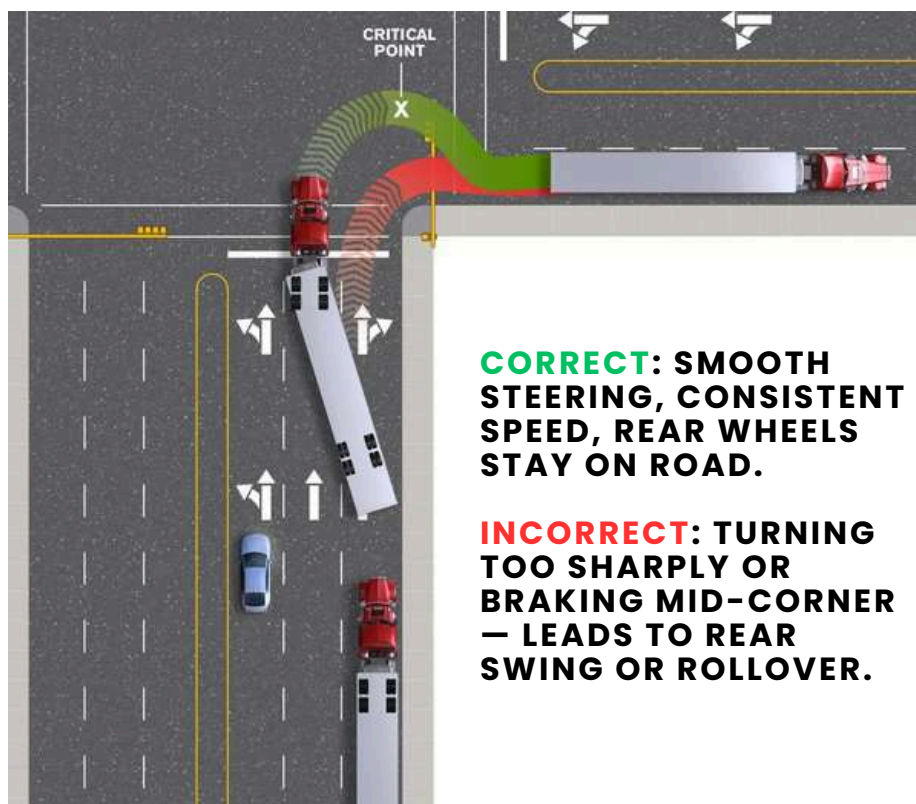 CRITICAL
POINT
X
CORRECT: SMOOTH
STEERING, CONSISTENT
SPEED, REAR WHEELS
STAY ON ROAD.
INCORRECT: TURNING
TOO SHARPLY OR
BRAKING MID-CORNER
— LEADS TO REAR
SWING OR ROLLOVER.